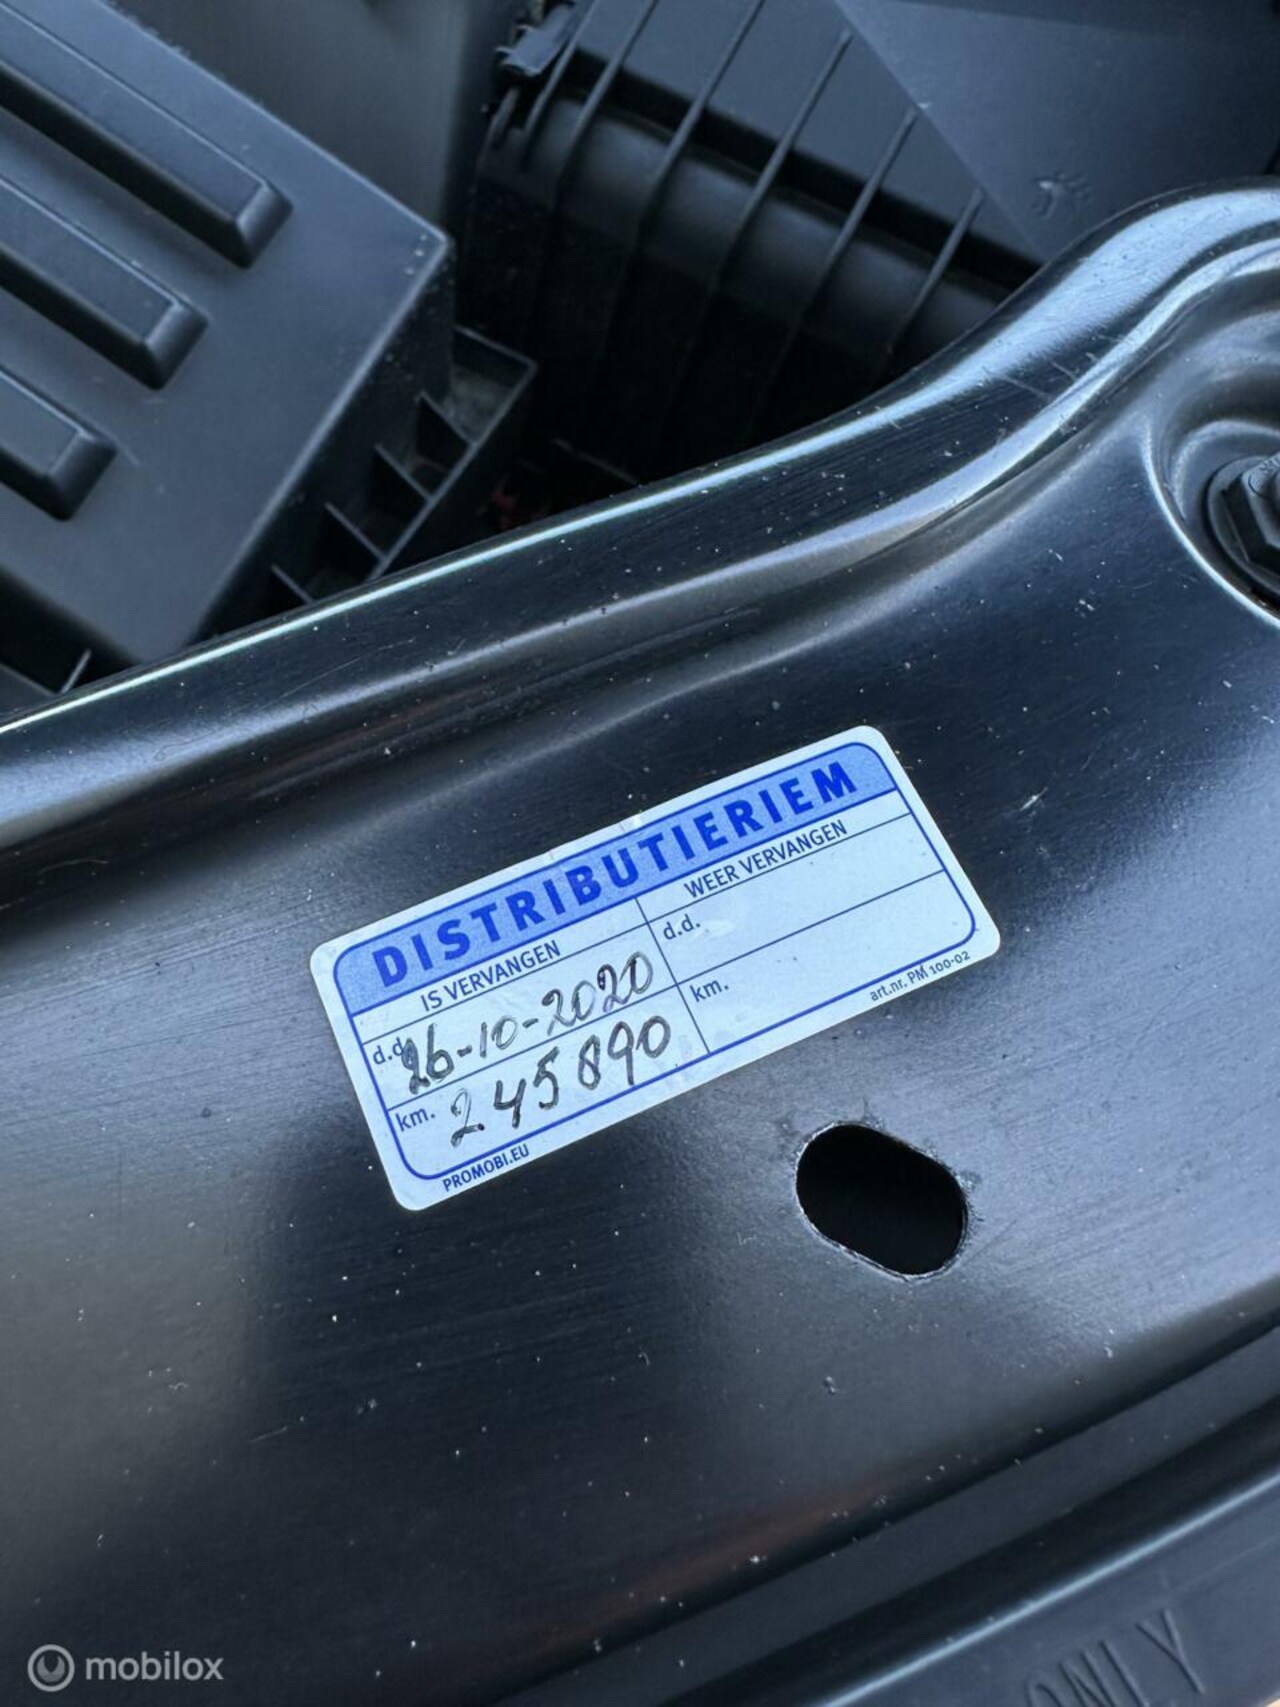 DISTRIBUTIERIEM
IS VERVANGEN
WEER VERVANGEN
d.d. 26-10-2020
d.d.
km. 245890
km.
PROMOBI.EU
art.nr. PM 100-02
ONLY
mobilox